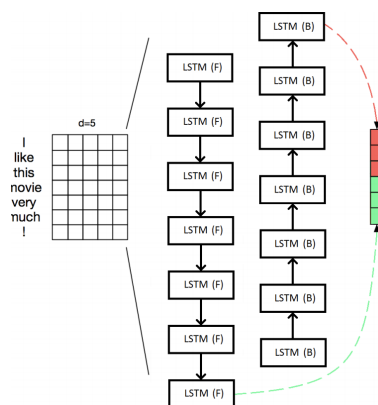 d=5
I
like
this
movie
very
much
!
LSTM (F)
LSTM (F)
LSTM (F)
LSTM (F)
LSTM (F)
LSTM (F)
LSTM (F)
LSTM (B)
LSTM (B)
LSTM (B)
LSTM (B)
LSTM (B)
LSTM (B)
LSTM (B)